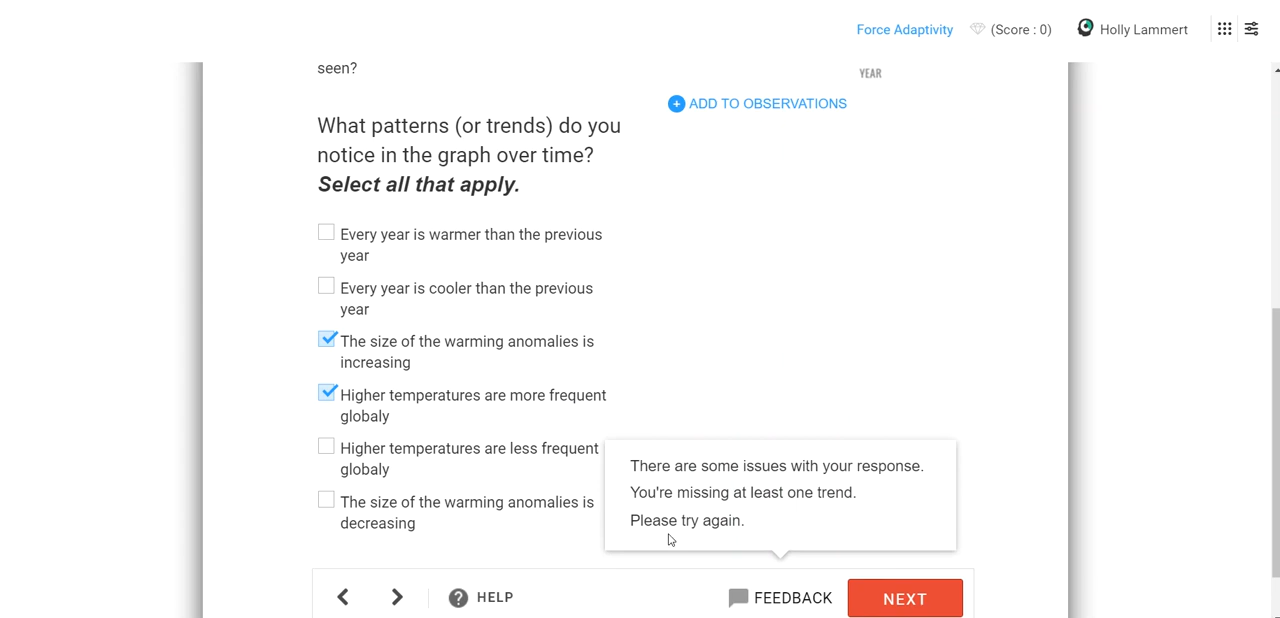 Force Adaptivity (Score : 0) Holly Lammert
seen?
YEAR
ADD TO OBSERVATIONS
What patterns (or trends) do you
notice in the graph over time?
Select all that apply.
Every year is warmer than the previous
year
Every year is cooler than the previous
year
The size of the warming anomalies is
increasing
Higher temperatures are more frequent
globaly
Higher temperatures are less frequent
globaly
The size of the warming anomalies is
decreasing
There are some issues with your response.
You're missing at least one trend.
Please try again.
HELP
FEEDBACK
NEXT